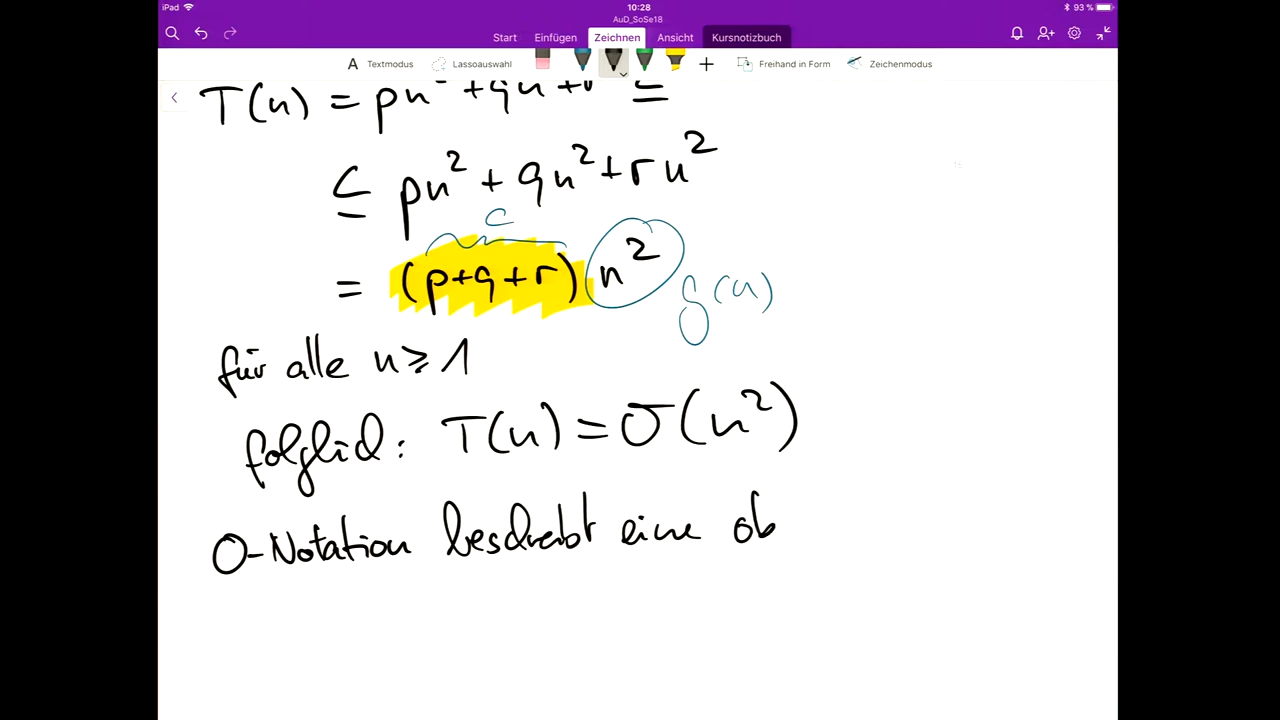 iPad 10:28 93 %
AuD_SoSe18
Start Einfügen Zeichnen Ansicht Kursnotizbuch
A Textmodus Lassoauswahl Freihand in Form Zeichenmodus
T(n) = pn² + qn + r ≤
≤ pn² + qn² + rn²
c
= (p+q+r) n²
g(n)
für alle n ≥ 1
folglich: T(n) = O(n²)
O-Notation beschreibt eine ob